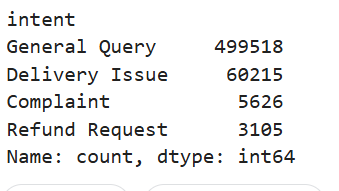 intent
General Query     499518
Delivery Issue     60215
Complaint           5626
Refund Request      3105
Name: count, dtype: int64